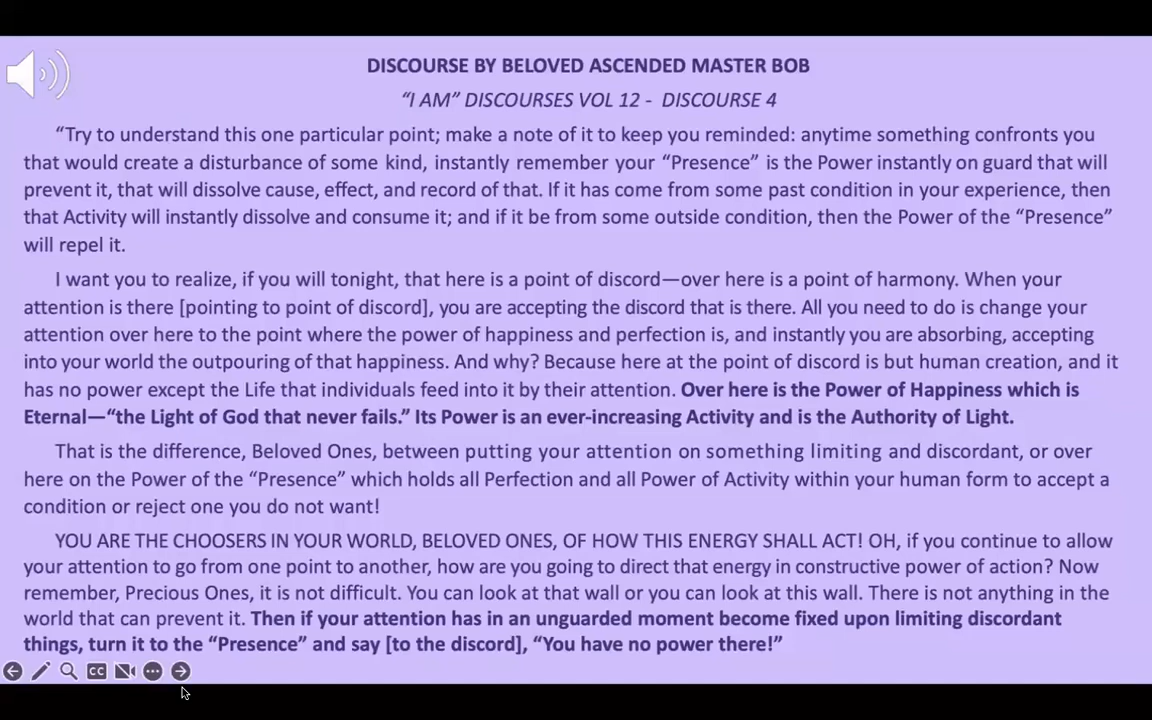 DISCOURSE BY BELOVED ASCENDED MASTER BOB
“I AM” DISCOURSES VOL 12 - DISCOURSE 4
“Try to understand this one particular point; make a note of it to keep you reminded: anytime something confronts you
that would create a disturbance of some kind, instantly remember your “Presence” is the Power instantly on guard that will
prevent it, that will dissolve cause, effect, and record of that. If it has come from some past condition in your experience, then
that Activity will instantly dissolve and consume it; and if it be from some outside condition, then the Power of the “Presence”
will repel it.
I want you to realize, if you will tonight, that here is a point of discord—over here is a point of harmony. When your
attention is there [pointing to point of discord], you are accepting the discord that is there. All you need to do is change your
attention over here to the point where the power of happiness and perfection is, and instantly you are absorbing, accepting
into your world the outpouring of that happiness. And why? Because here at the point of discord is but human creation, and it
has no power except the Life that individuals feed into it by their attention. Over here is the Power of Happiness which is
Eternal—“the Light of God that never fails.” Its Power is an ever-increasing Activity and is the Authority of Light.
That is the difference, Beloved Ones, between putting your attention on something limiting and discordant, or over
here on the Power of the “Presence” which holds all Perfection and all Power of Activity within your human form to accept a
condition or reject one you do not want!
YOU ARE THE CHOOSERS IN YOUR WORLD, BELOVED ONES, OF HOW THIS ENERGY SHALL ACT! OH, if you continue to allow
your attention to go from one point to another, how are you going to direct that energy in constructive power of action? Now
remember, Precious Ones, it is not difficult. You can look at that wall or you can look at this wall. There is not anything in the
world that can prevent it. Then if your attention has in an unguarded moment become fixed upon limiting discordant
things, turn it to the “Presence” and say [to the discord], “You have no power there!”
CC